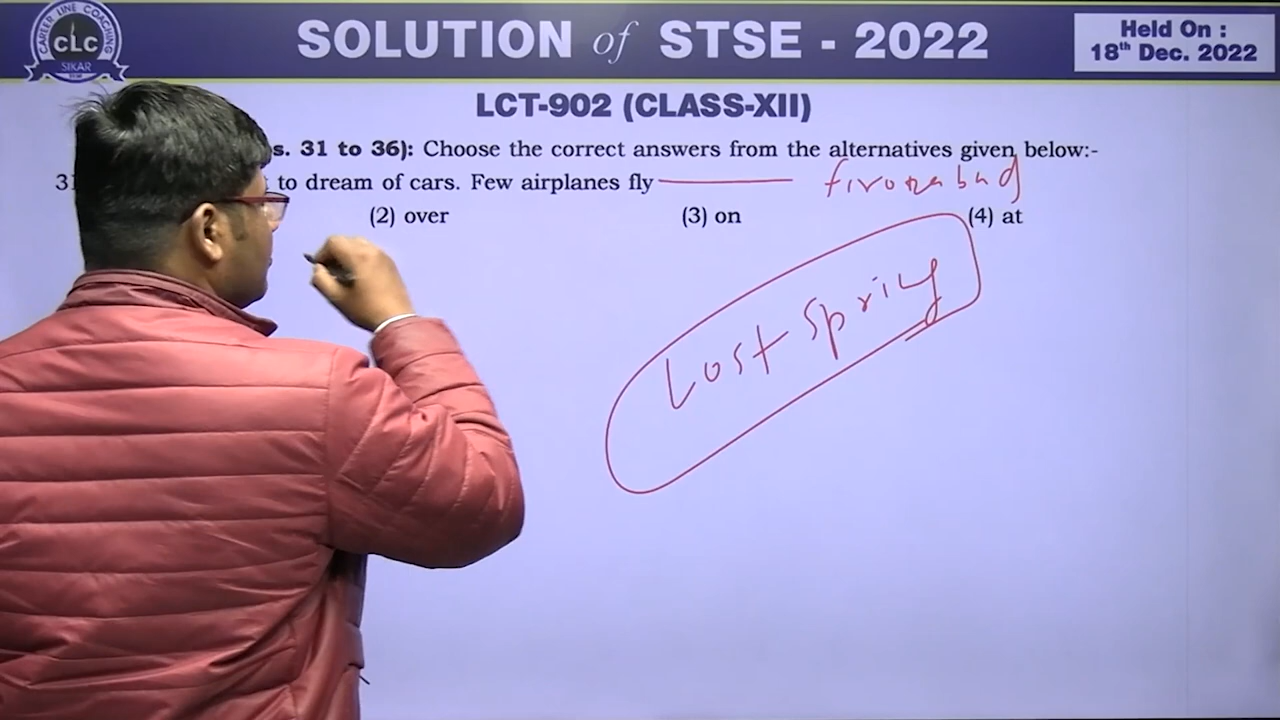 CAREER LINE COACHING
CLC
SIKAR
SOLUTION of STSE - 2022
Held On :
18th Dec. 2022
LCT-902 (CLASS-XII)
s. 31 to 36): Choose the correct answers from the alternatives given below:-
to dream of cars. Few airplanes fly firozabad
(2) over (3) on (4) at
Lost Spring